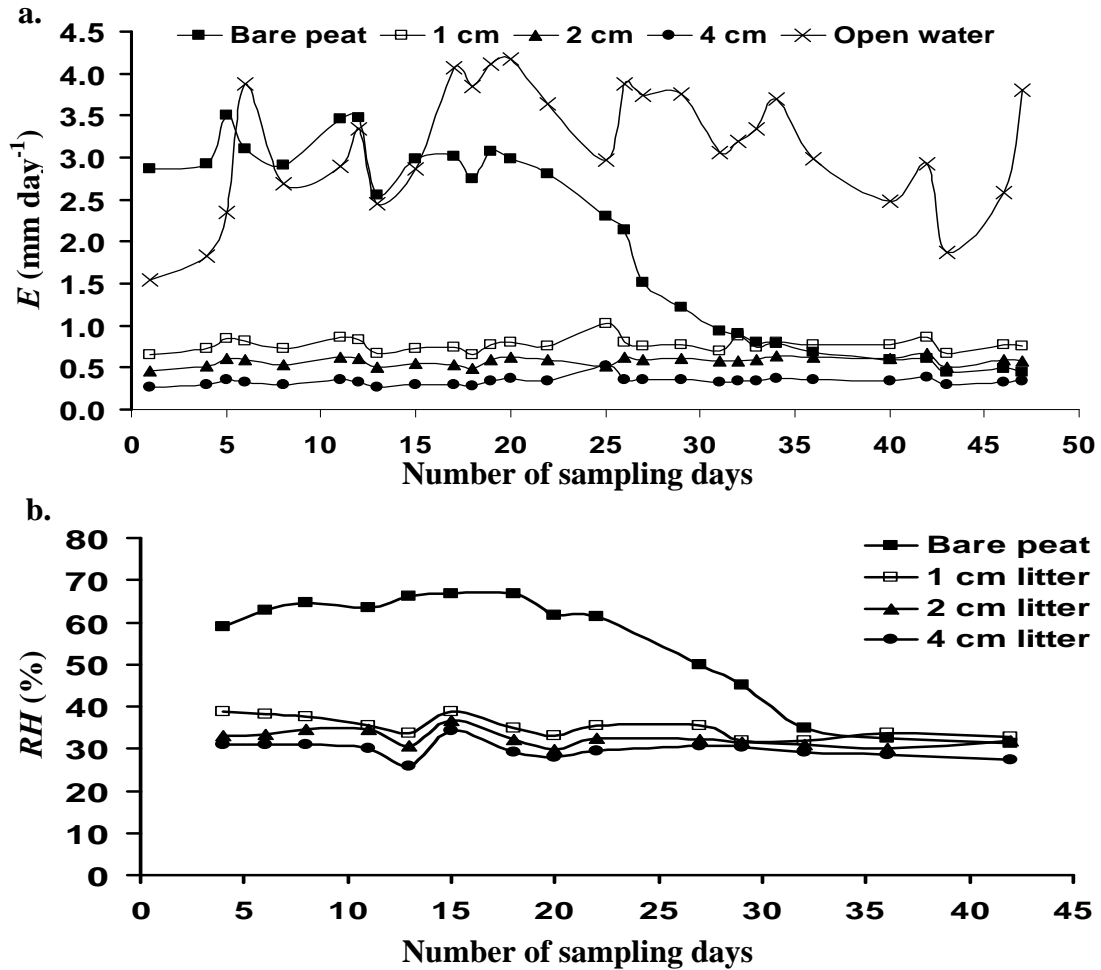 a.
Bare peat 1 cm 2 cm 4 cm Open water
4.5
4.0
3.5
3.0
2.5
2.0
1.5
1.0
0.5
0.0
E (mm day-1)
0 5 10 15 20 25 30 35 40 45 50
Number of sampling days
b.
80
70
60
50
40
30
20
10
0
RH (%)
Bare peat
1 cm litter
2 cm litter
4 cm litter
0 5 10 15 20 25 30 35 40 45
Number of sampling days